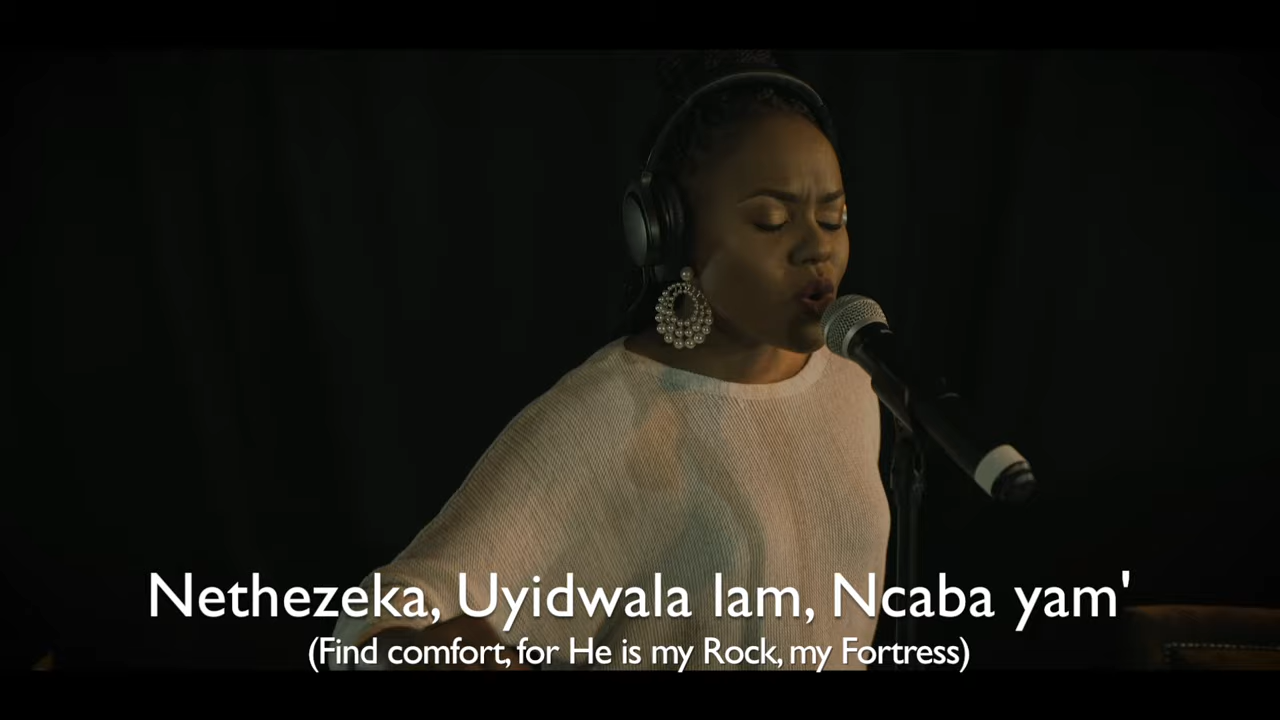 Nethezeka, Uyidwala lam, Ncaba yam'
(Find comfort, for He is my Rock, my Fortress)